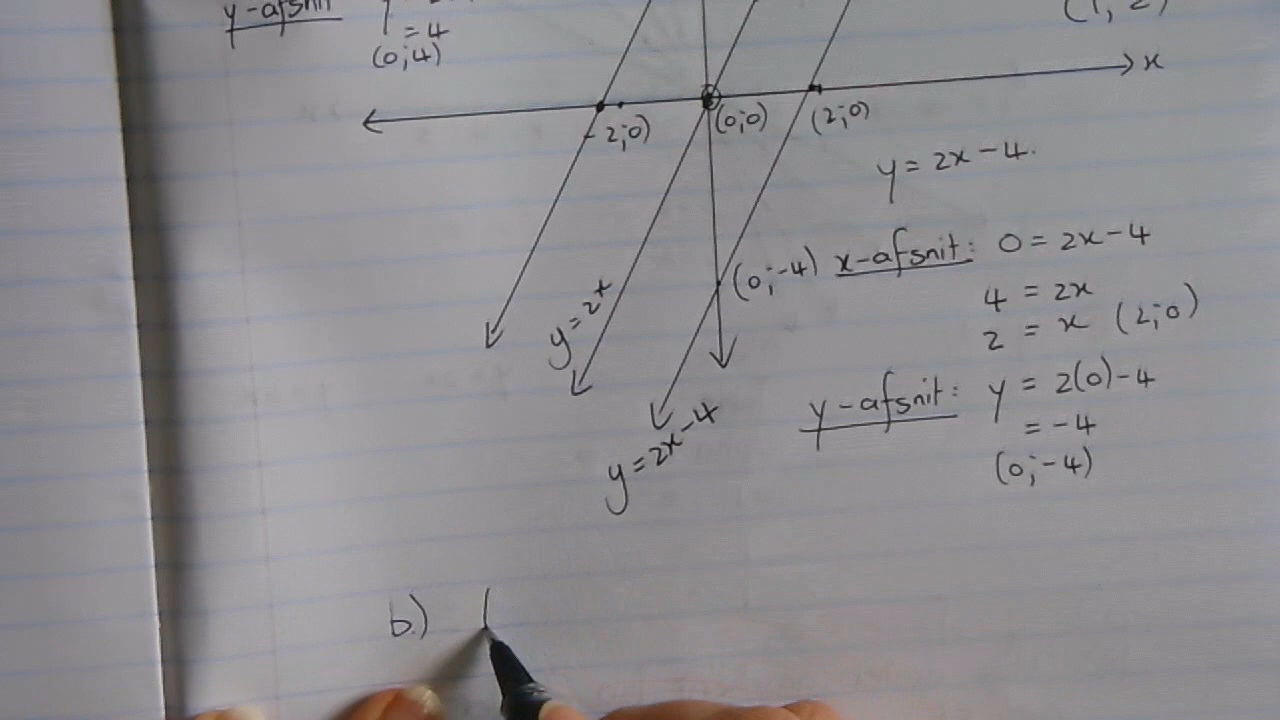 y-afsnit
= 4
(0;4)
(1; 2)
x
-2;0)
(0;0)
(2;0)
y = 2x - 4.
(0;-4)
x-afsnit: 0 = 2x - 4
4 = 2x
2 = x (2;0)
y-afsnit: y = 2(0) - 4
= -4
(0;-4)
y = 2x
y = 2x - 4
b.)